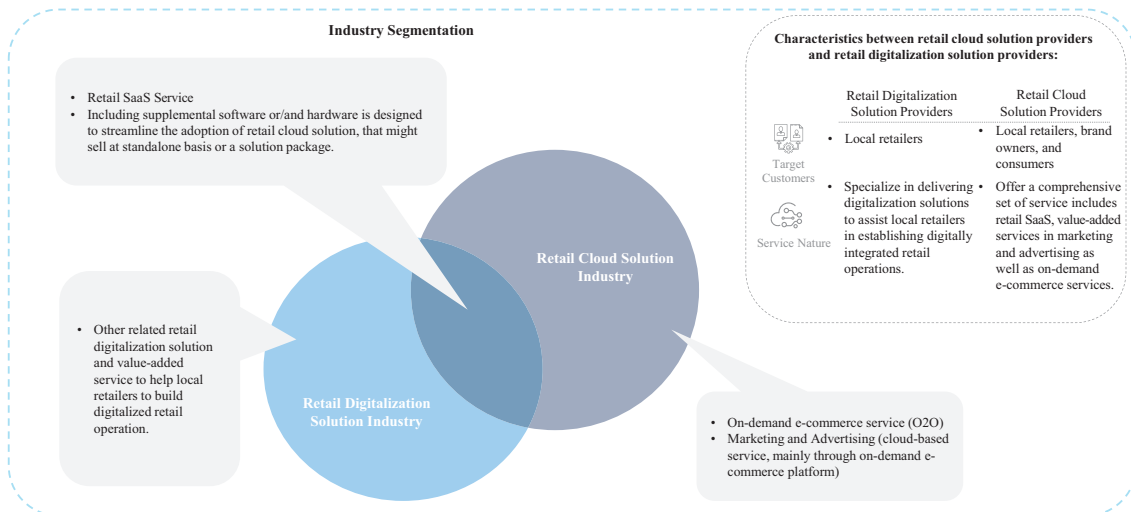 Industry Segmentation
• Retail SaaS Service
• Including supplemental software or/and hardware is designed
to streamline the adoption of retail cloud solution, that might
sell at standalone basis or a solution package.
Retail Cloud Solution
Industry
• Other related retail
digitalization solution
and value-added
service to help local
retailers to build
digitalized retail
operation.
Retail Digitalization
Solution Industry
• On-demand e-commerce service (O2O)
• Marketing and Advertising (cloud-based
service, mainly through on-demand e-
commerce platform)
Characteristics between retail cloud solution providers
and retail digitalization solution providers:
Retail Digitalization
Solution Providers
Retail Cloud
Solution Providers
Target
Customers
• Local retailers
• Local retailers, brand
owners, and
consumers
Service Nature
• Specialize in delivering
digitalization solutions
to assist local retailers
in establishing digitally
integrated retail
operations.
• Offer a comprehensive
set of service includes
retail SaaS, value-added
services in marketing
and advertising as
well as on-demand
e-commerce services.